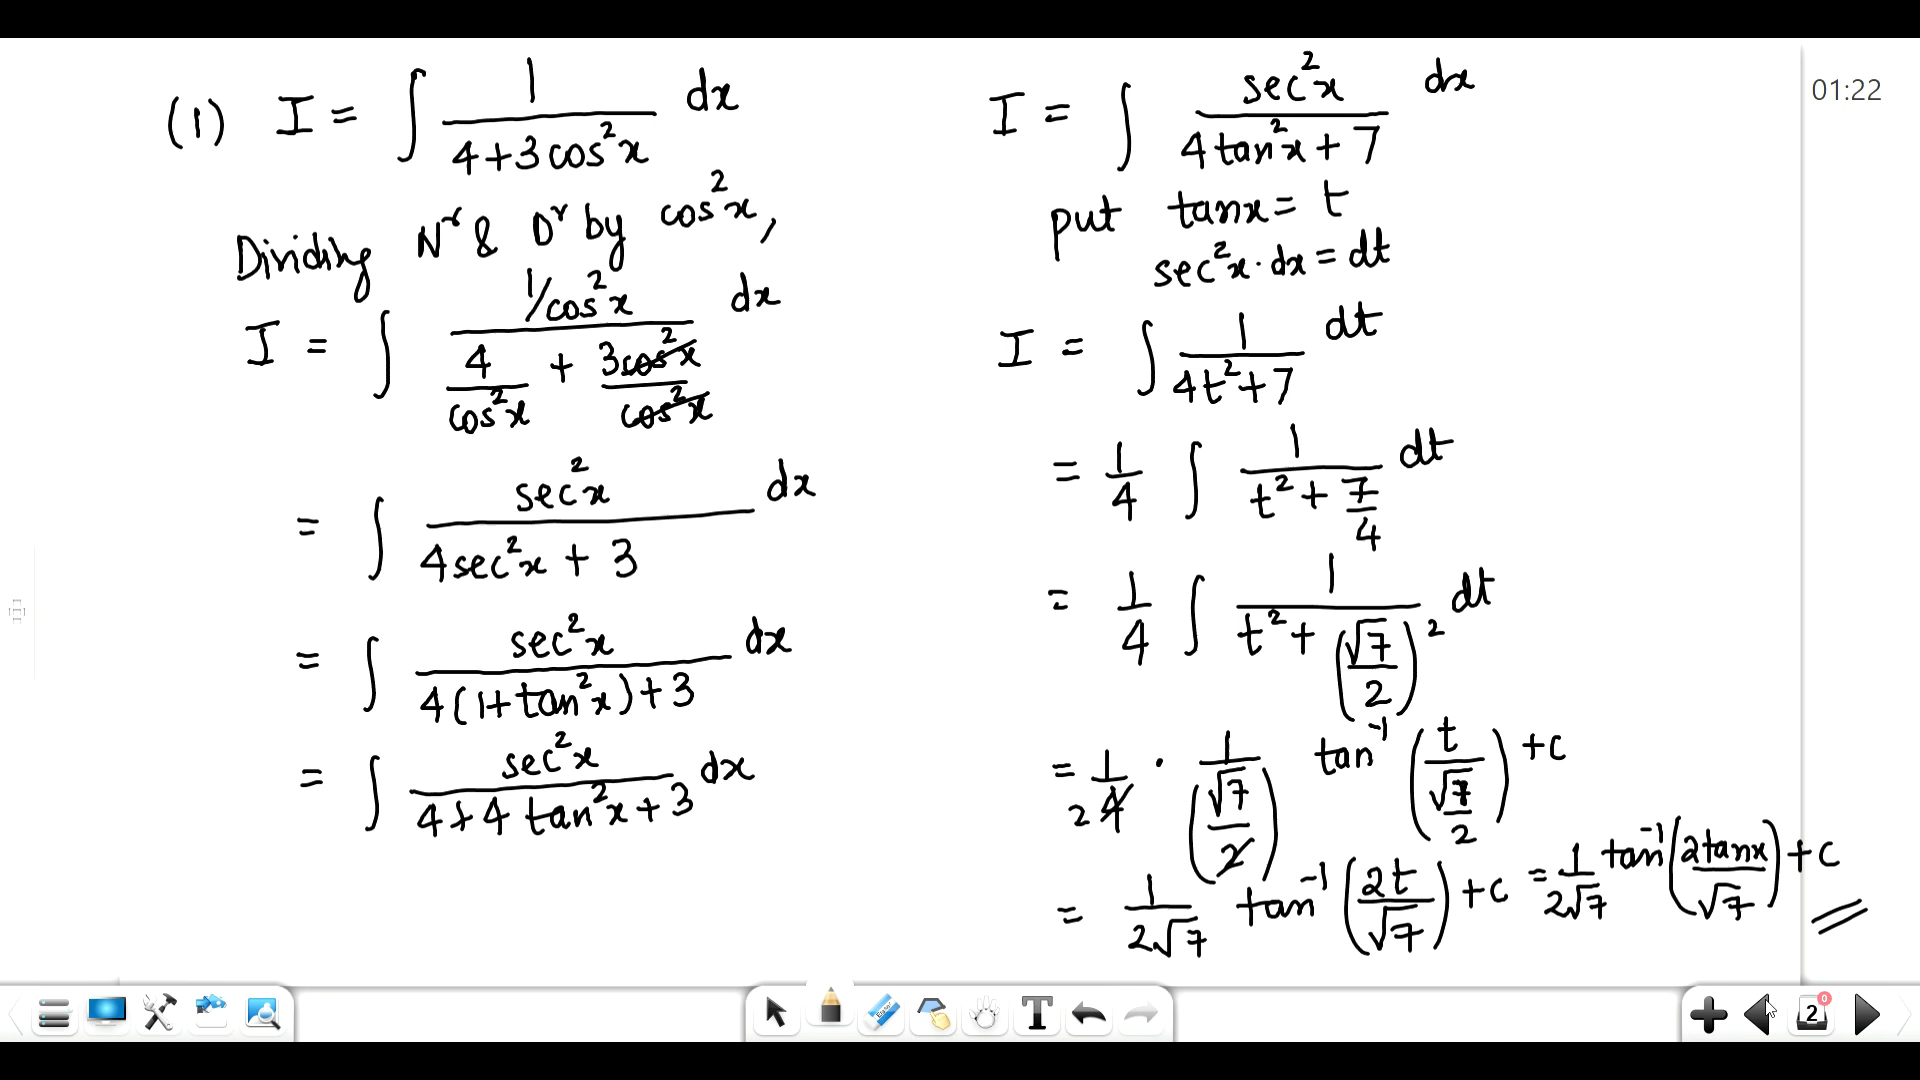 (1) I = ∫ 1/(4+3cos²x) dx
Dividing Nʳ & Dʳ by cos²x,
I = ∫ (1/cos²x)/(4/cos²x + 3cos²x/cos²x) dx
= ∫ sec²x/(4sec²x + 3) dx
= ∫ sec²x/(4(1+tan²x)+3) dx
= ∫ sec²x/(4+4tan²x+3) dx
I = ∫ sec²x/(4tan²x+7) dx
put tanx = t
sec²x·dx = dt
I = ∫ 1/(4t²+7) dt
= 1/4 ∫ 1/(t² + 7/4) dt
= 1/4 ∫ 1/(t² + (√7/2)²) dt
= 1/4 · 1/(√7/2) tan⁻¹(t/(√7/2)) + c
2
= 1/(2√7) tan⁻¹(2t/√7) + c = 1/(2√7) tan⁻¹(2tanx/√7) + c
01:22
T
2
0